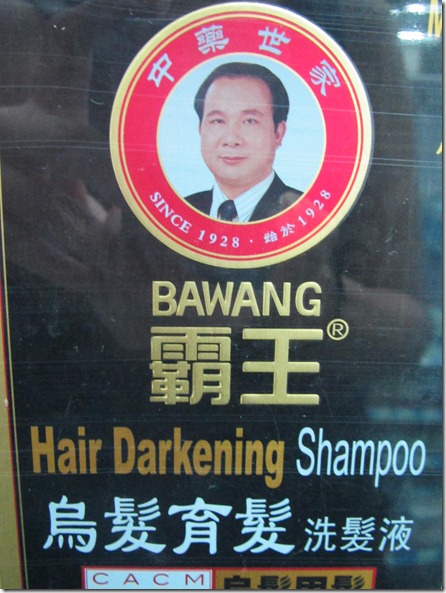 中藥世家
SINCE 1928 · 始於1928
BAWANG
霸王®
Hair Darkening Shampoo
烏髮育髮 洗髮液
CACM